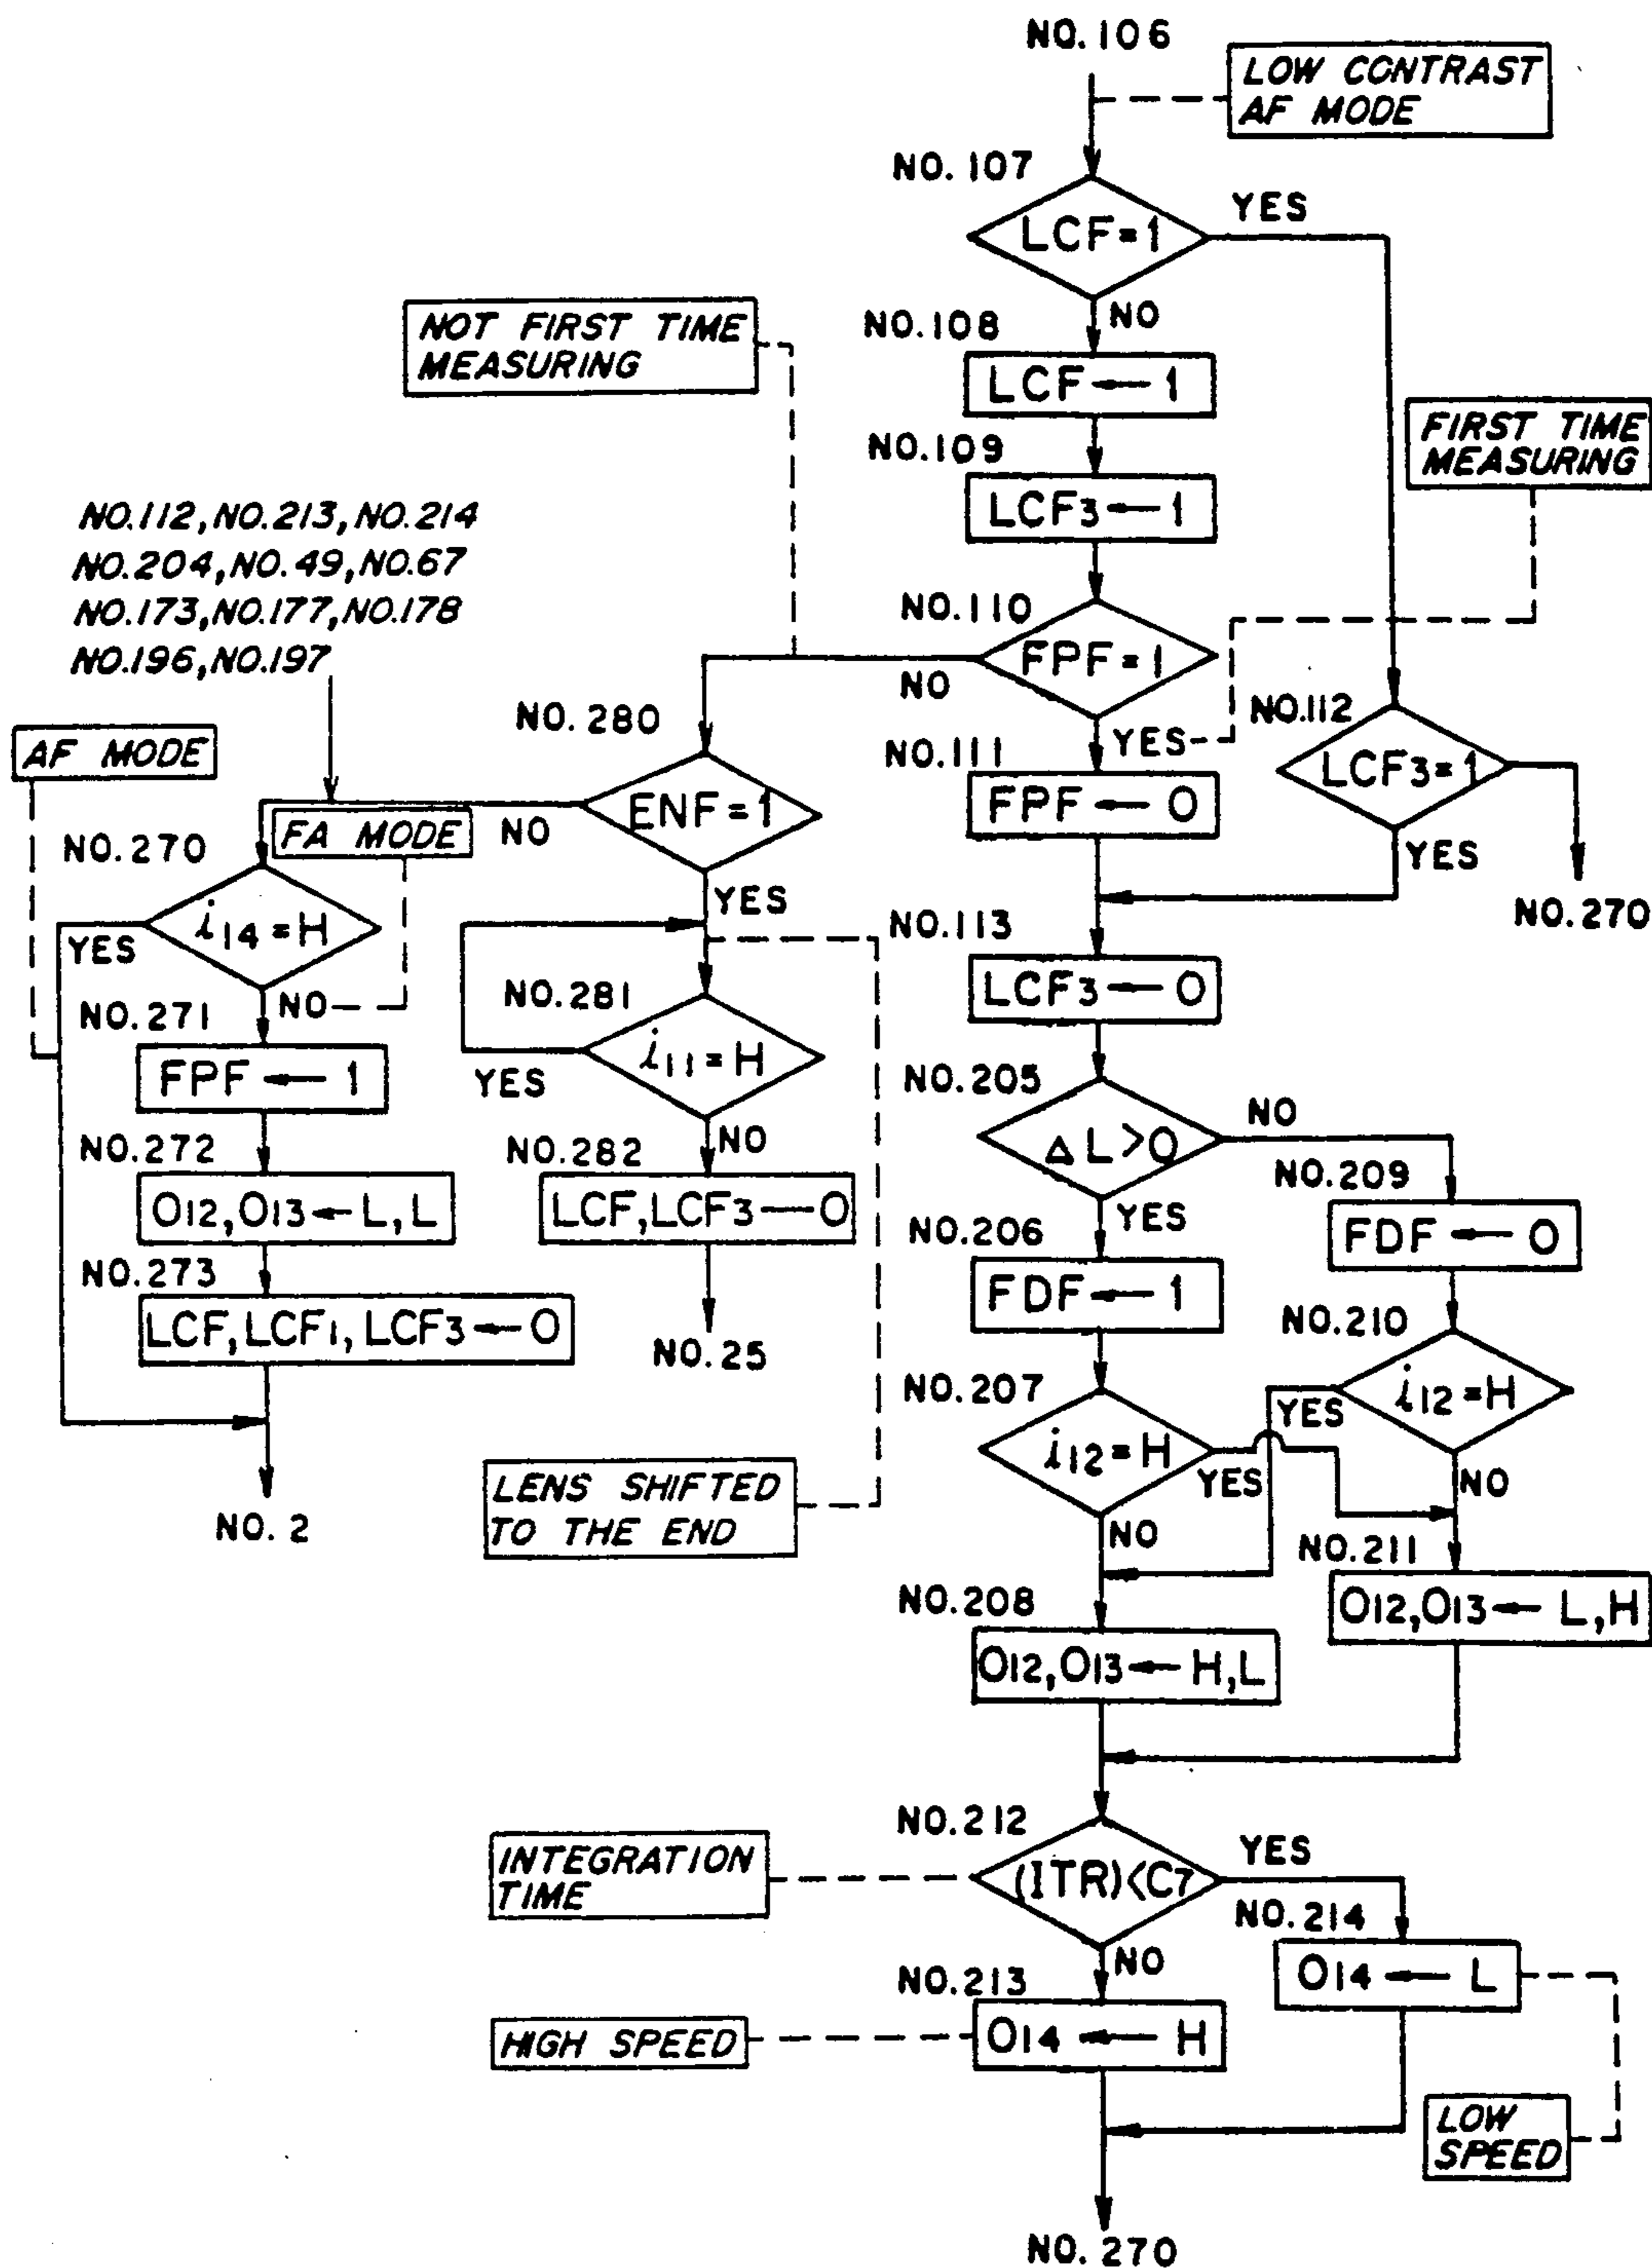 NO.106
LOW CONTRAST
AF MODE
NO.107
LCF=1
YES
NO
NOT FIRST TIME
MEASURING
NO.108
LCF←1
FIRST TIME
MEASURING
NO.109
LCF3←1
NO.112,NO.213,NO.214
NO.204,NO.49,NO.67
NO.173,NO.177,NO.178
NO.196,NO.197
NO.110
FPF=1
NO
YES
NO.280
ENF=1
NO
YES
NO.111
FPF←0
NO.112
LCF3=1
YES
NO.270
AF MODE
FA MODE
NO.270
i14=H
YES
NO
NO.113
LCF3←0
NO.281
i11=H
YES
NO
NO.271
FPF←1
NO.205
ΔL>0
NO
YES
NO.272
O12,O13←L,L
NO.282
LCF,LCF3—0
NO.25
NO.209
FDF←0
NO.206
FDF←1
NO.273
LCF,LCF1,LCF3←0
NO.2
NO.210
i12=H
YES
NO
NO.207
i12=H
YES
NO
LENS SHIFTED
TO THE END
NO.211
O12,O13←L,H
NO.208
O12,O13←H,L
NO.212
(ITR)<C7
YES
NO
INTEGRATION
TIME
NO.214
O14←L
NO.213
O14←H
HIGH SPEED
LOW
SPEED
NO.270